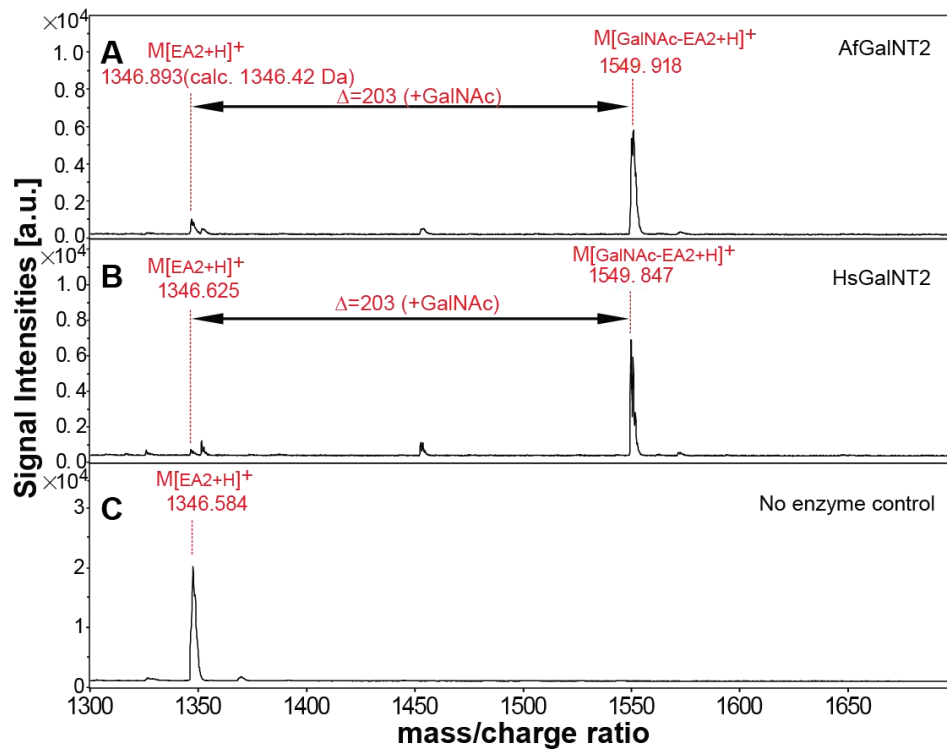 ×10⁴
1.0
0.8
0.6
0.4
0.2
0.0
A
M[EA2+H]⁺
1346.893(calc. 1346.42 Da)
Δ=203 (+GalNAc)
M[GalNAc-EA2+H]⁺
1549.918
AfGalNT2
×10⁴
1.0
0.8
0.6
0.4
0.2
0.0
B
M[EA2+H]⁺
1346.625
Δ=203 (+GalNAc)
M[GalNAc-EA2+H]⁺
1549. 847
HsGalNT2
×10⁴
3
2
1
0
C
M[EA2+H]⁺
1346.584
No enzyme control
Signal Intensities [a.u.]
1300 1350 1400 1450 1500 1550 1600 1650
mass/charge ratio